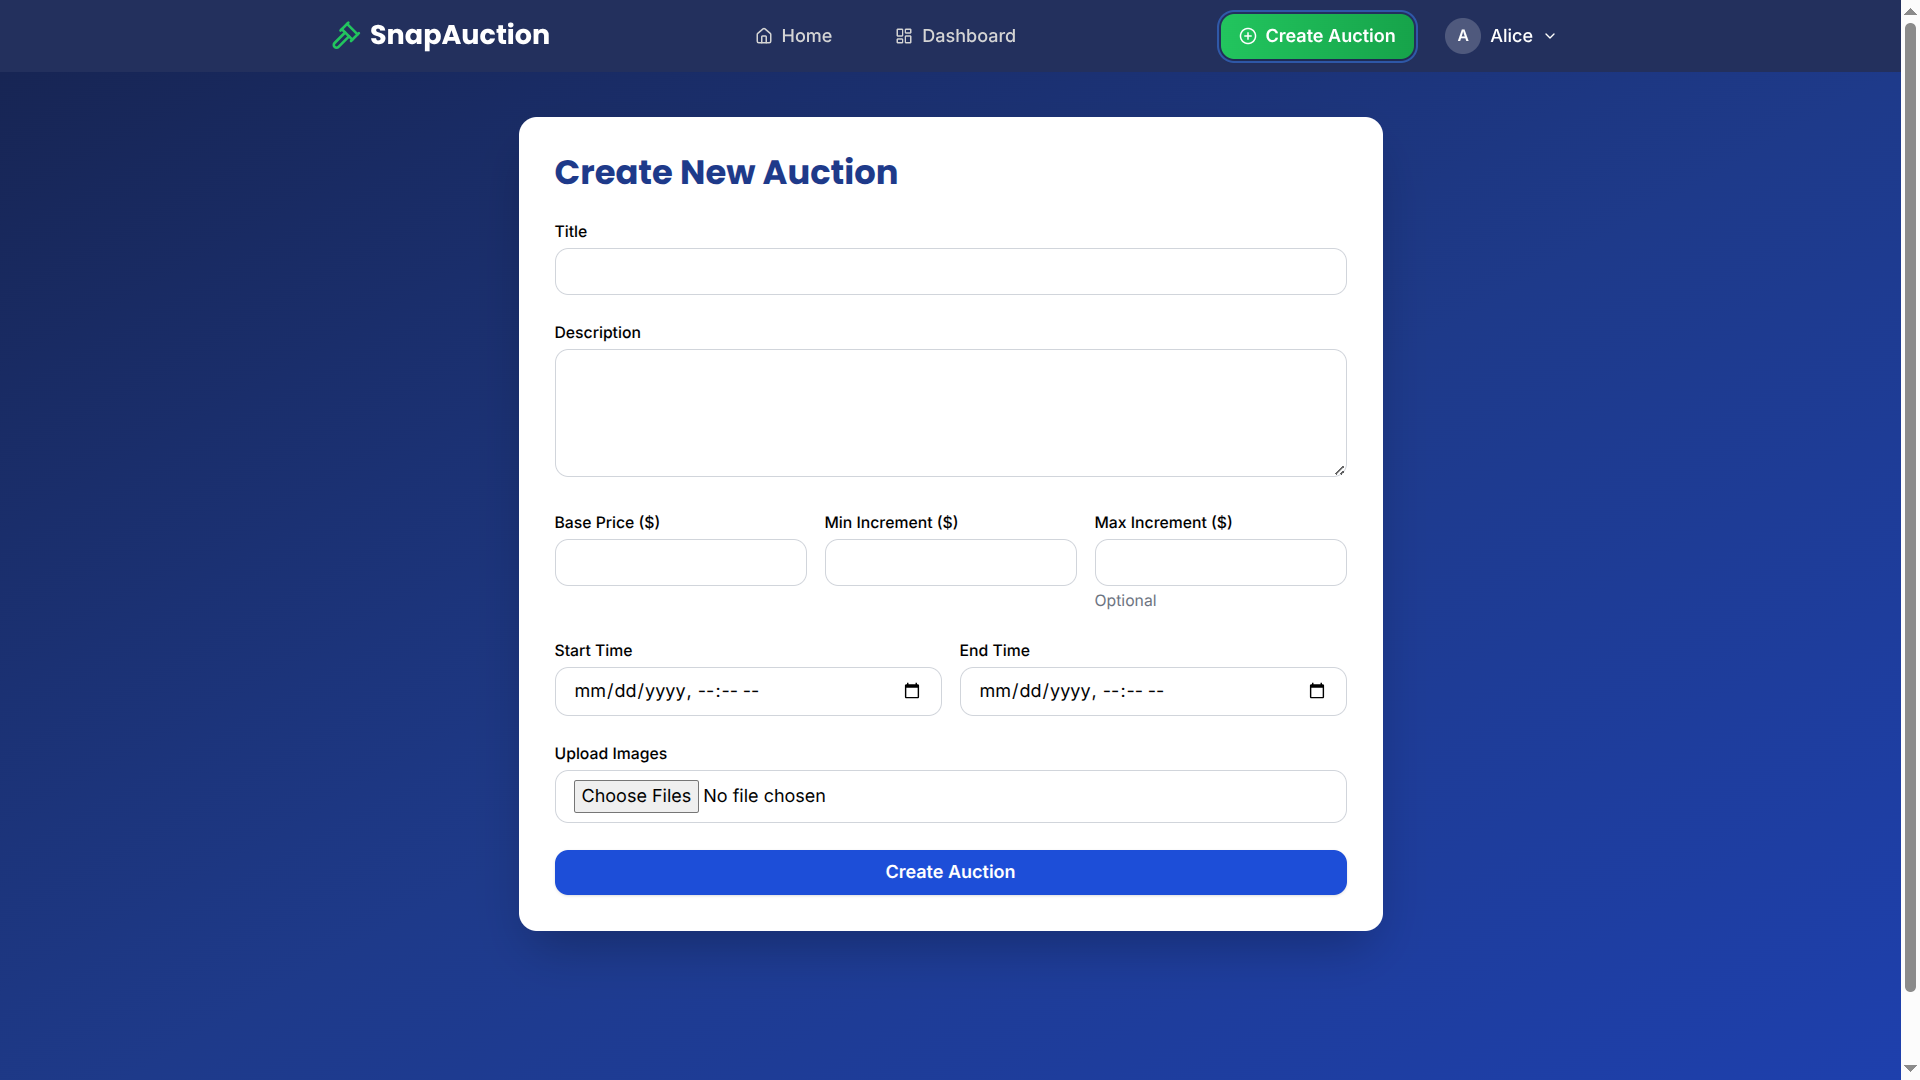 SnapAuction
Home
Dashboard
Create Auction
A
Alice
Create New Auction
Title
Description
Base Price ($)
Min Increment ($)
Max Increment ($)
Optional
Start Time
End Time
mm/dd/yyyy, --:-- --
mm/dd/yyyy, --:-- --
Upload Images
Choose Files No file chosen
Create Auction